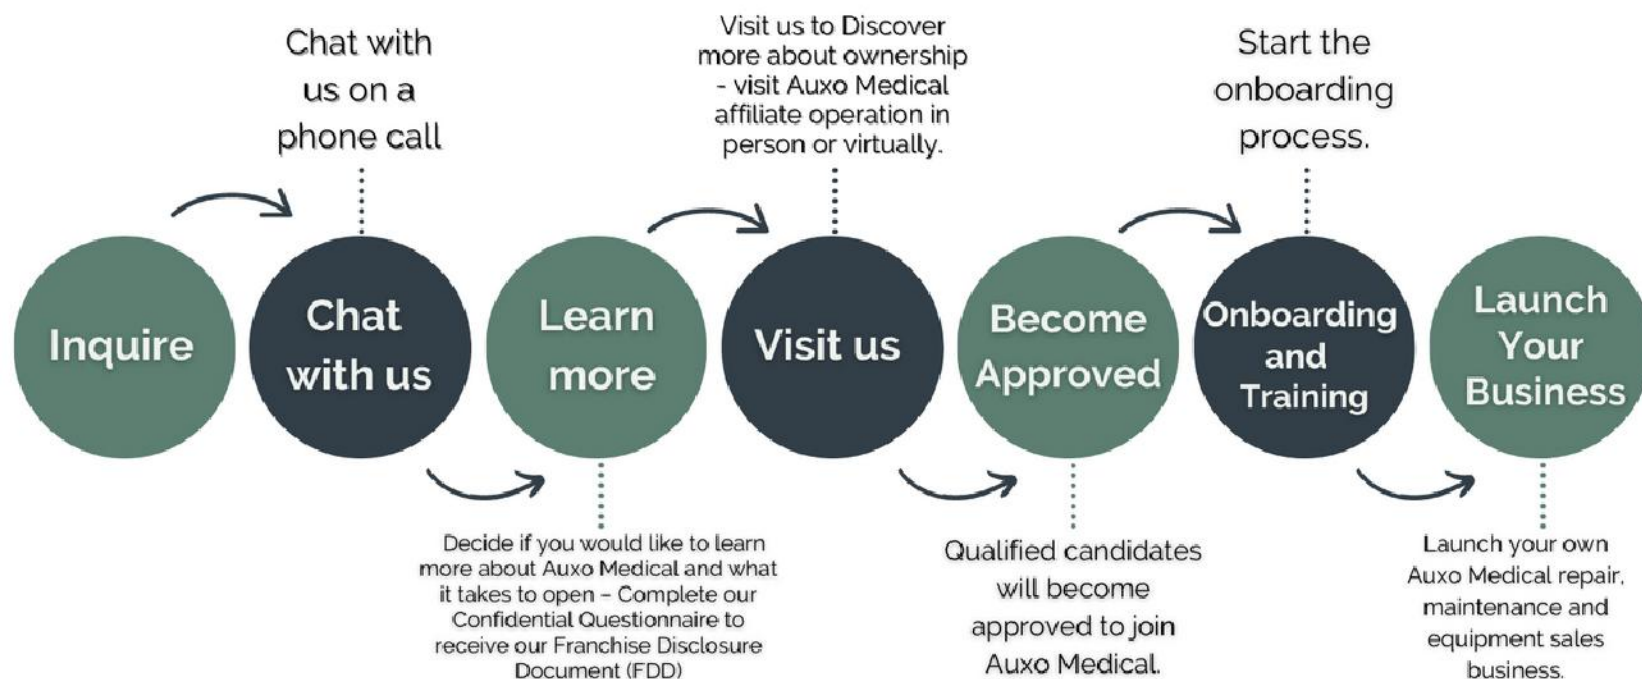 Chat with
us on a
phone call
Visit us to Discover
more about ownership
- visit Auxo Medical
affiliate operation in
person or virtually.
Start the
onboarding
process.
Inquire
Chat
with us
Learn
more
Visit us
Become
Approved
Onboarding
and
Training
Launch
Your
Business
Decide if you would like to learn
more about Auxo Medical and what
it takes to open – Complete our
Confidential Questionnaire to
receive our Franchise Disclosure
Document (FDD)
Qualified candidates
will become
approved to join
Auxo Medical.
Launch your own
Auxo Medical repair,
maintenance and
equipment sales
business.